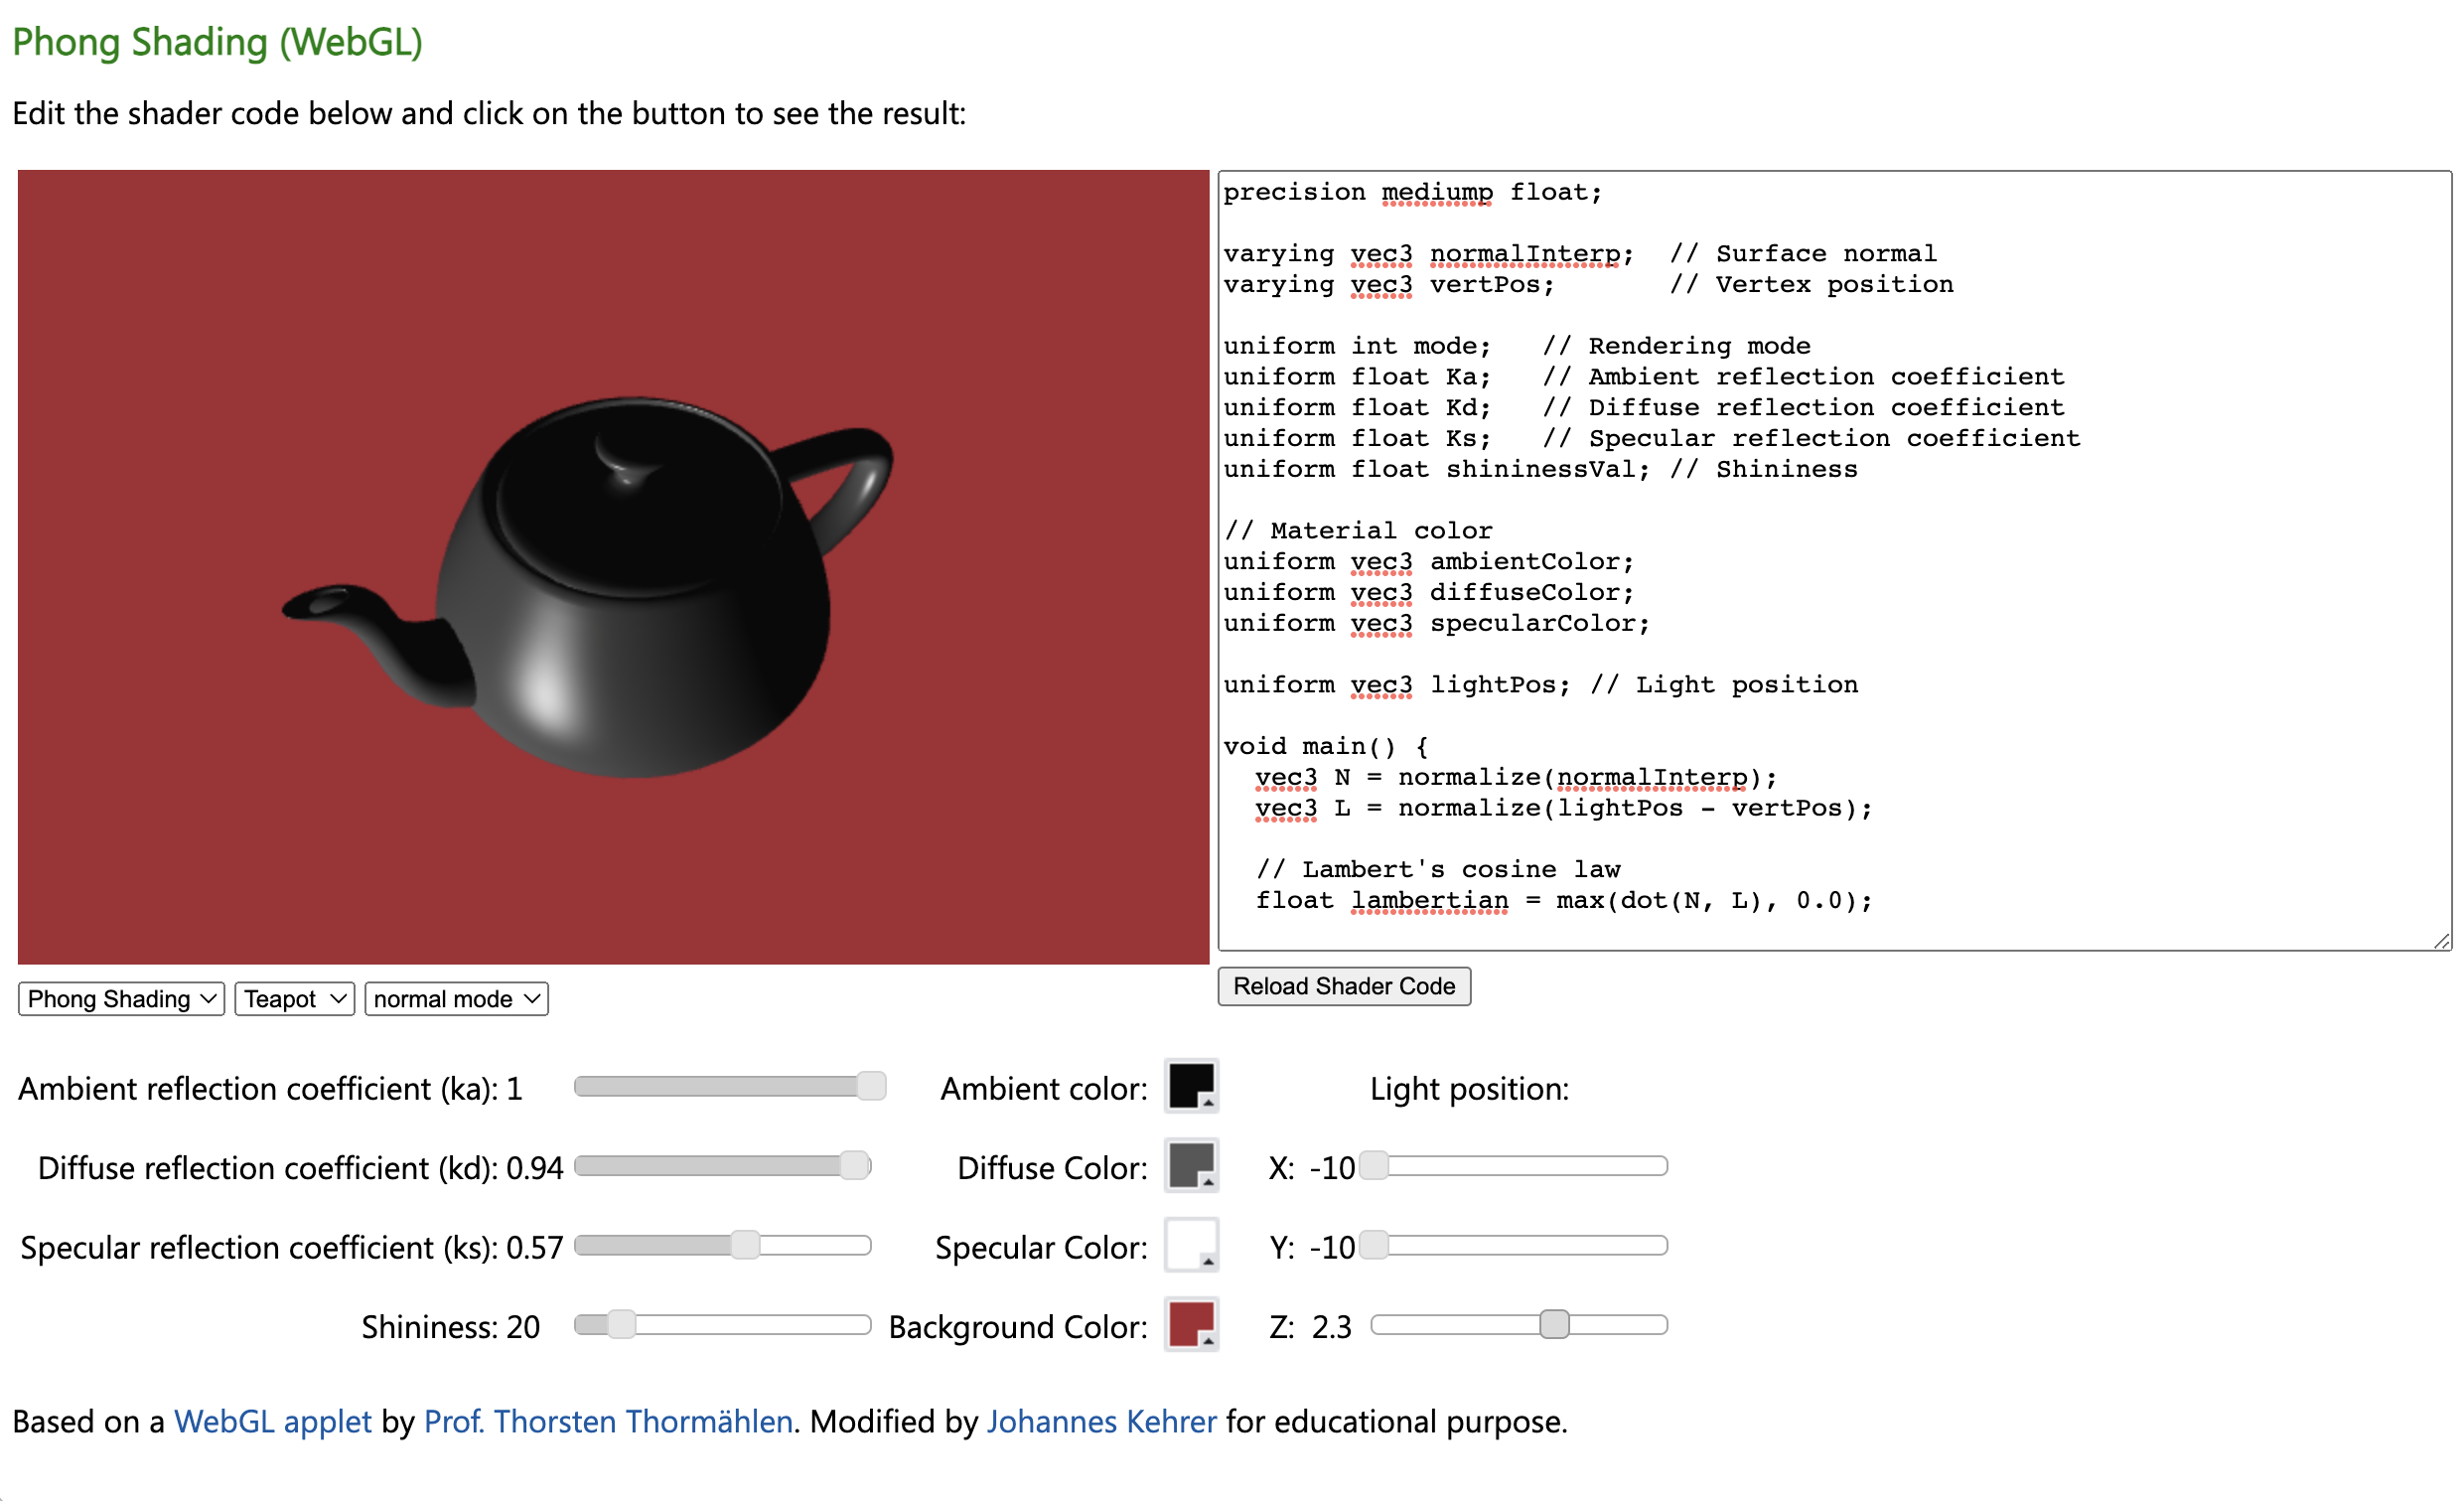 Phong Shading (WebGL)
Edit the shader code below and click on the button to see the result:
precision mediump float;
varying vec3 normalInterp;  // Surface normal
varying vec3 vertPos;       // Vertex position
uniform int mode;   // Rendering mode
uniform float Ka;   // Ambient reflection coefficient
uniform float Kd;   // Diffuse reflection coefficient
uniform float Ks;   // Specular reflection coefficient
uniform float shininessVal; // Shininess
// Material color
uniform vec3 ambientColor;
uniform vec3 diffuseColor;
uniform vec3 specularColor;
uniform vec3 lightPos; // Light position
void main() {
  vec3 N = normalize(normalInterp);
  vec3 L = normalize(lightPos - vertPos);
  // Lambert's cosine law
  float lambertian = max(dot(N, L), 0.0);
Phong Shading Teapot normal mode
Reload Shader Code
Ambient reflection coefficient (ka): 1 Ambient color: Light position:
Diffuse reflection coefficient (kd): 0.94 Diffuse Color: X: -10
Specular reflection coefficient (ks): 0.57 Specular Color: Y: -10
Shininess: 20 Background Color: Z: 2.3
Based on a WebGL applet by Prof. Thorsten Thormählen. Modified by Johannes Kehrer for educational purpose.